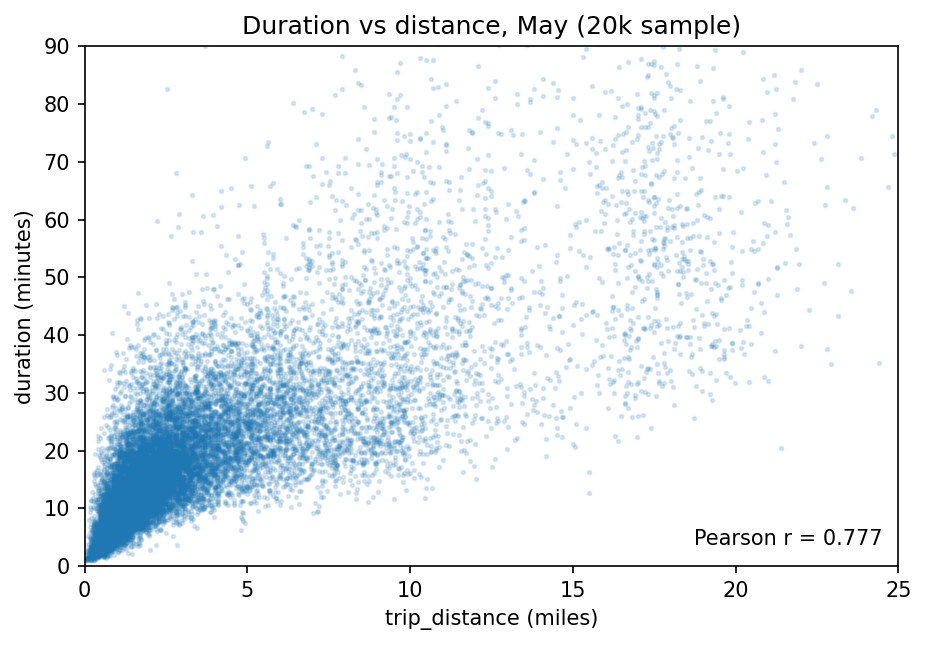 Duration vs distance, May (20k sample)
90
80
70
60
50
40
30
20
10
0
duration (minutes)
Pearson r = 0.777
0 5 10 15 20 25
trip_distance (miles)